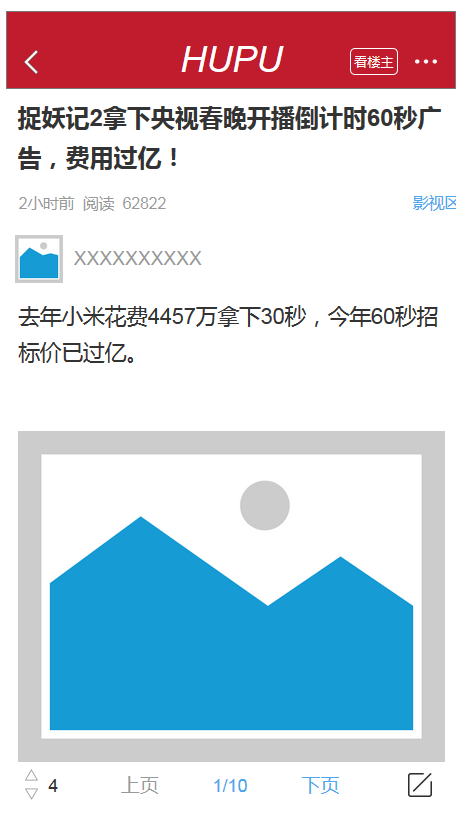 HUPU
看楼主
捉妖记2拿下央视春晚开播倒计时60秒广
告，费用过亿！
2小时前 阅读 62822
影视区
XXXXXXXXXX
去年小米花费4457万拿下30秒，今年60秒招
标价已过亿。
4
上页
1/10
下页